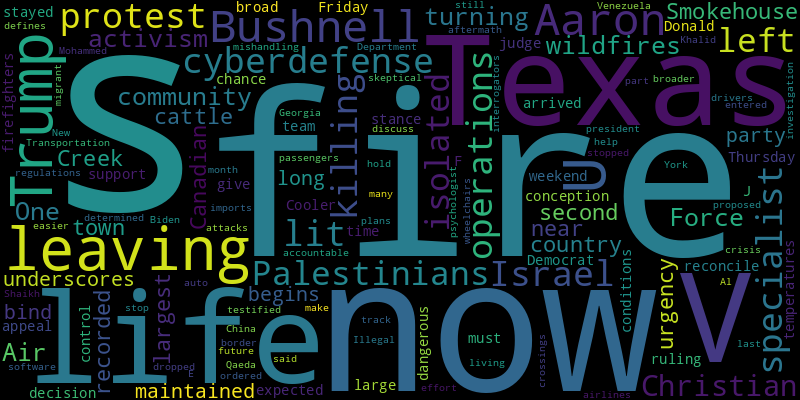 stayed
broad
Friday
still
Venezuela
Smokehouse
defines
protest
Bushnell
turning
Aaron
Donald
Mohammed
activism
mishandling
Department
aftermath
judge
Khalid
wildfires
left
firefighters
Trump
migrant
S
cyberdefense
chance
skeptical
Texas
part
broader
investigation
community
cattle
killing
isolated
operations
interrogators
arrived
drivers
entered
New
Georgia
team
stance
discuss
president
help
stopped
party
Transportation
Creek
support
Canadian
fire
passengers
hold
F
U
York
Thursday
regulations
long
many
psychologist
wheelchairs
weekend
conception
J
proposed
One
month
give
Cooler
second
Force
determined
Biden
imports
plans
town
easier
attacks
lit
time
near
country
crisis
leaving
accountable
Democrat
conditions
reconcile
specialist
temperatures
underscores
Palestinians
Israel
urgency
Al
Shaikh
auto
begins
life
now
V
bind
appeal
control
recorded
largest
stop
testified
make
dangerous
must
last
China
track
Air
border
future
said
Illegal
crossings
ruling
software
dropped
Qaeda
living
decision
maintained
E
ordered
expected
large
effort
airlines
Christian